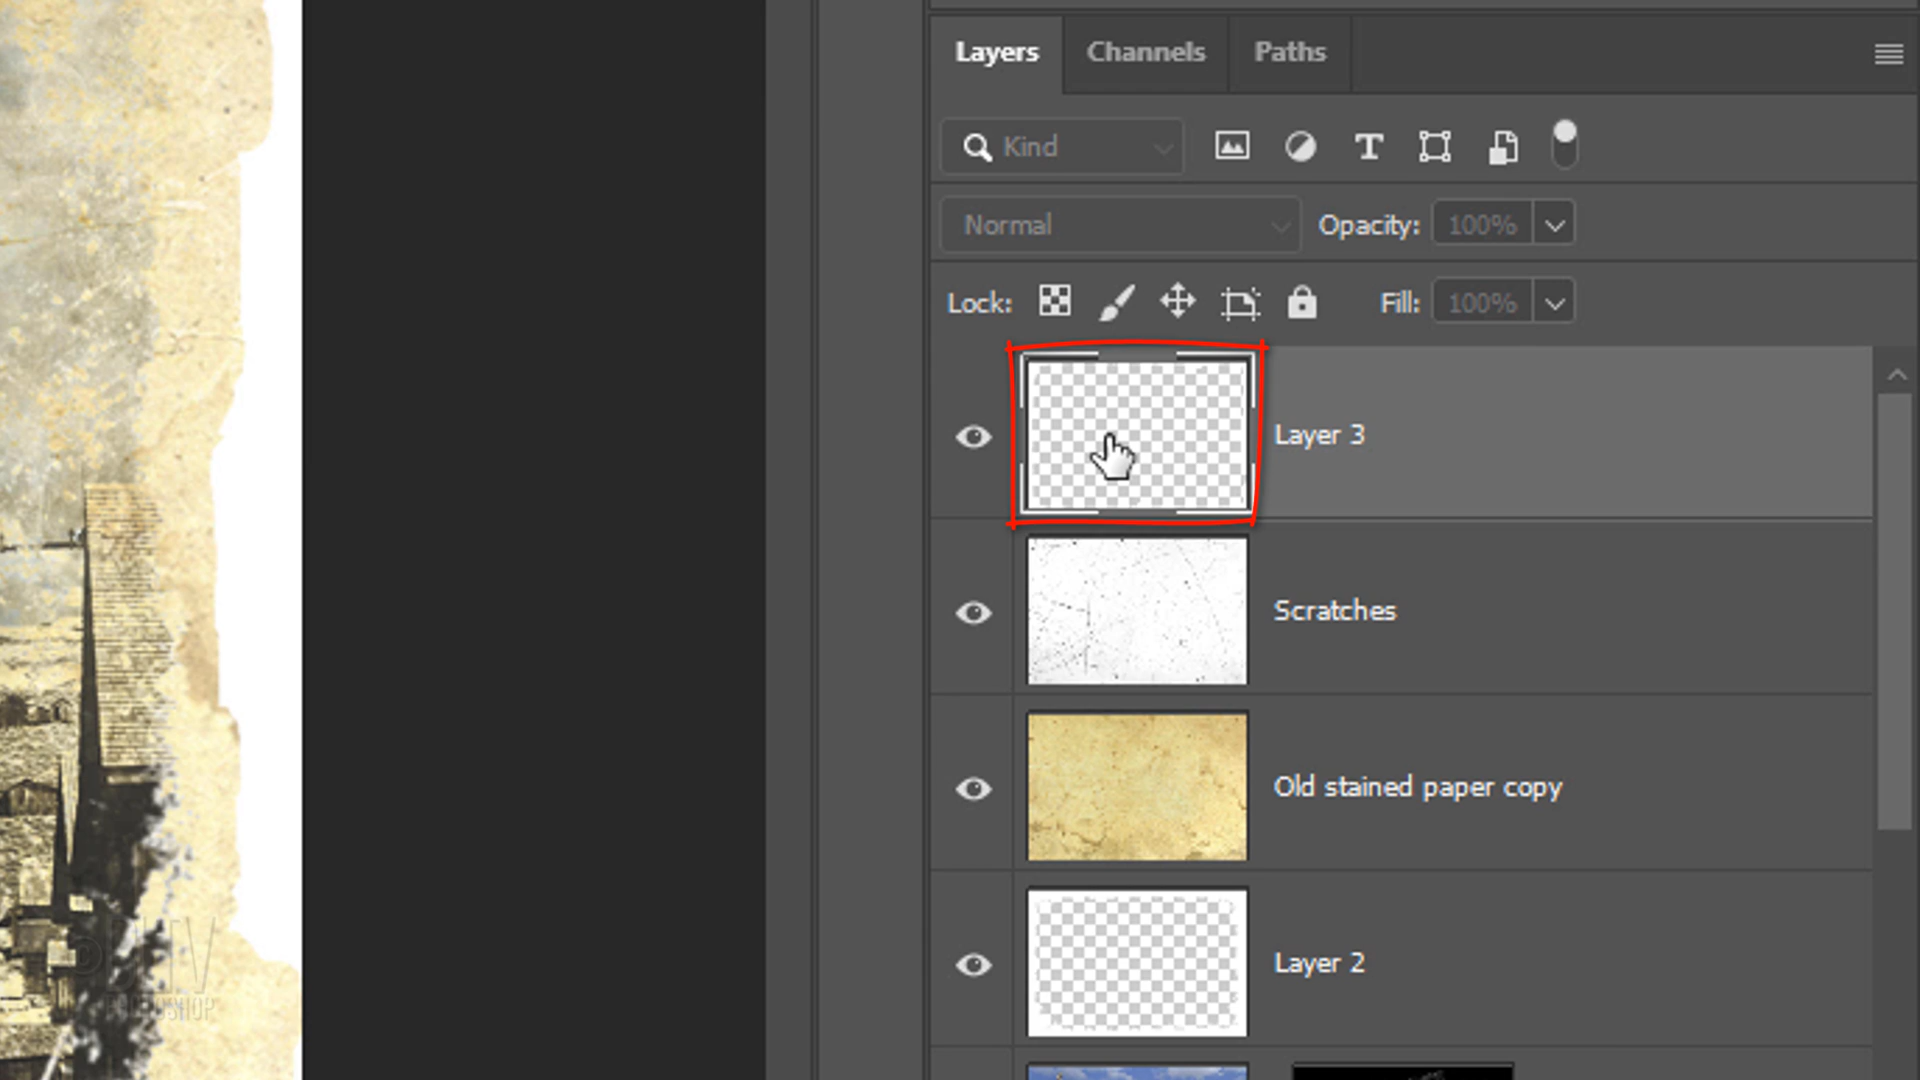 Layers Channels Paths
Kind
Normal Opacity: 100%
Lock: Fill: 100%
Layer 3
Scratches
Old stained paper copy
Layer 2
PHOTOSHOP